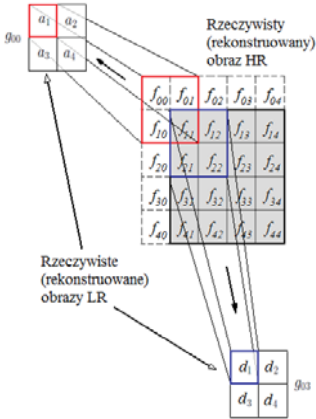 g00
a1 a2
a3 a4
Rzeczywisty
(rekonstruowany)
obraz HR
f00 f01 f02 f03 f04
f10 f11 f12 f13 f14
f20 f21 f22 f23 f24
f30 f31 f32 f33 f34
f40 f41 f42 f43 f44
Rzeczywiste
(rekonstruowane)
obrazy LR
d1 d2
d3 d4
g03